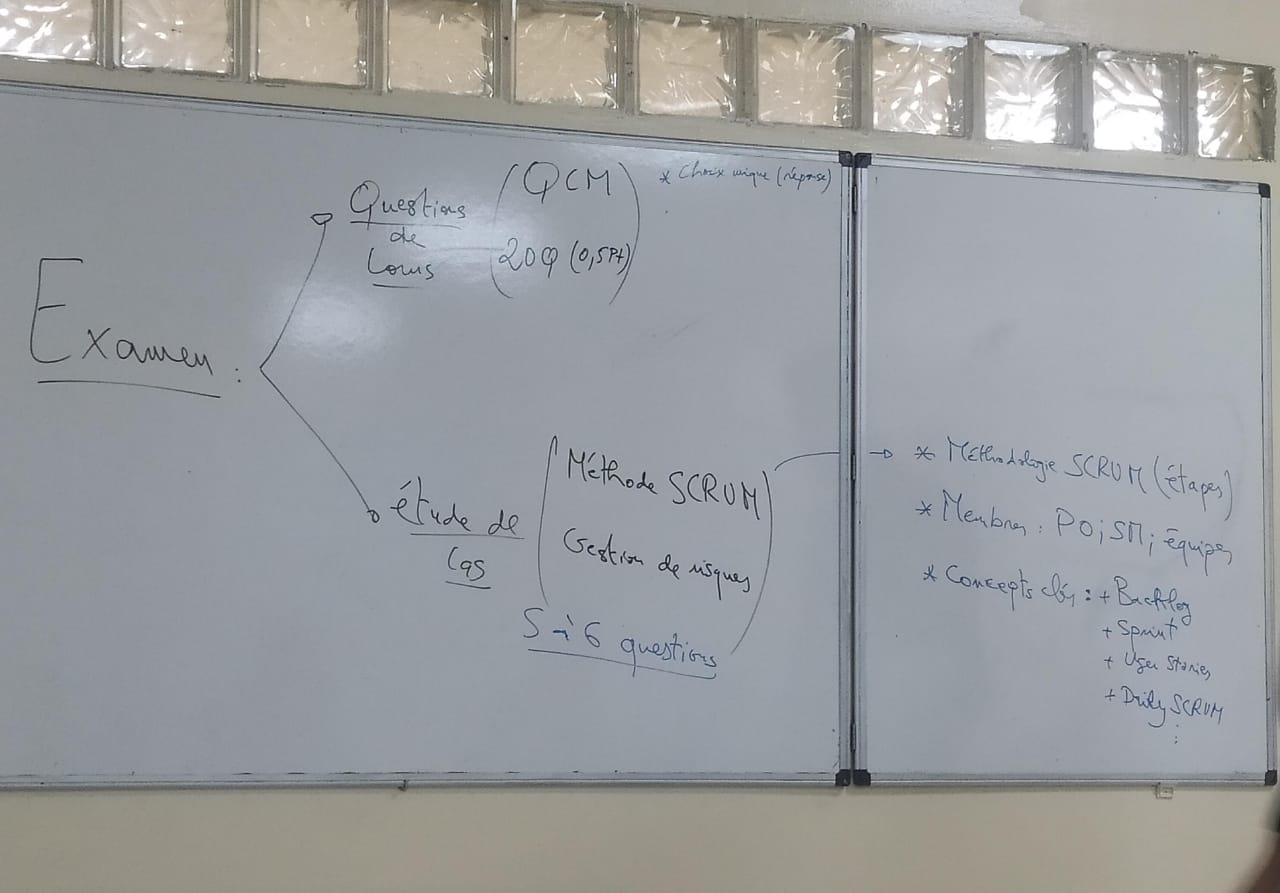 Examen :
Questions
de
Cours
(QCM)
20Q (0,5Pt)
* Choix unique (réponse)
étude de
Cas
Méthode SCRUM
Gestion de risques
5 à 6 questions
* Méthodologie SCRUM (étapes)
* Membres : PO; SM; équipes
* Concepts clés : + Backlog
+ Sprint
+ User Stories
+ Daily SCRUM
: